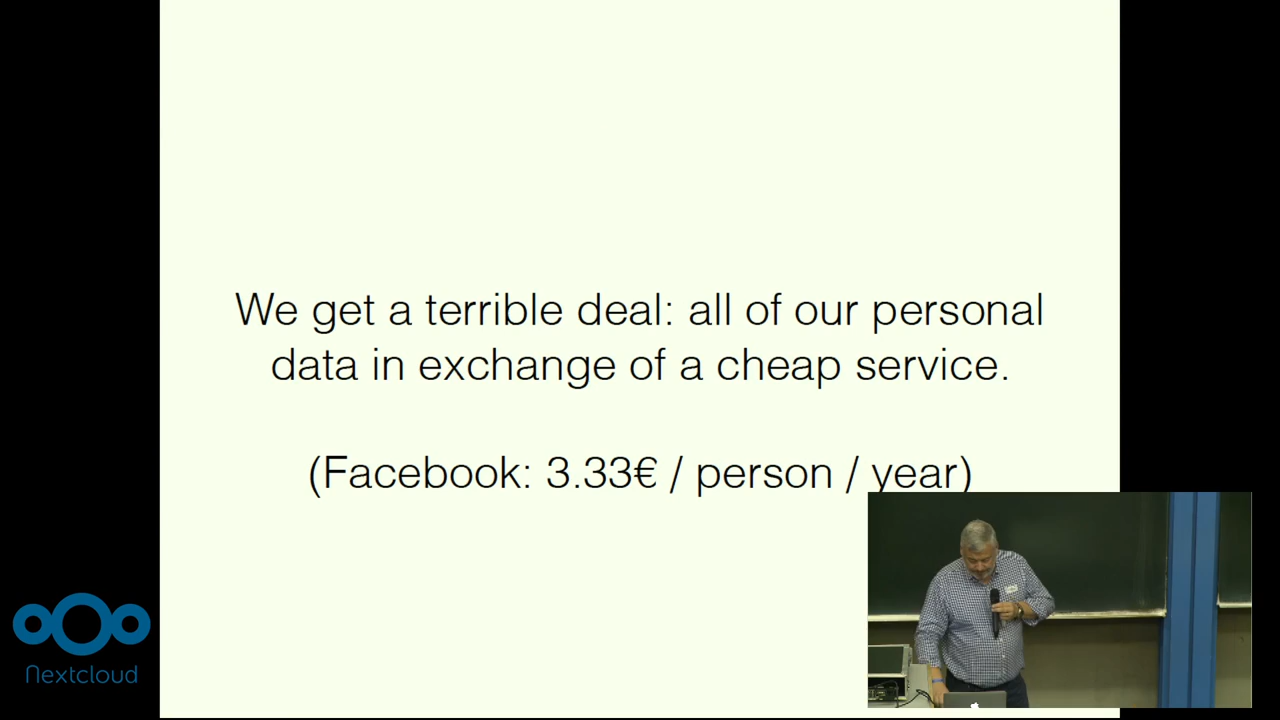 We get a terrible deal: all of our personal
data in exchange of a cheap service.
(Facebook: 3.33€ / person / year)
Nextcloud